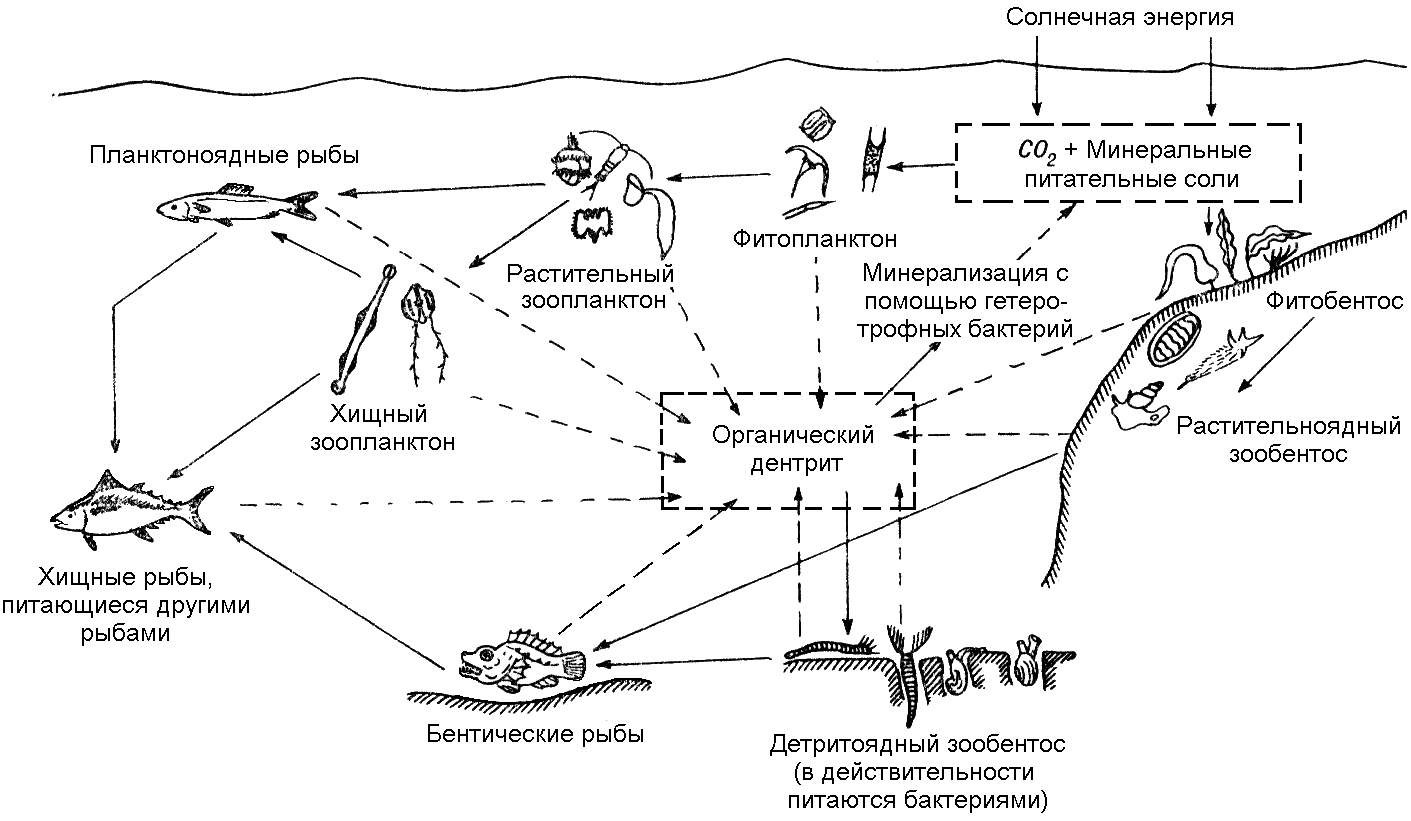 Солнечная энергия
Планктоноядные рыбы
CO2 + Минеральные
питательные соли
Фитопланктон
Растительный
зоопланктон
Минерализация с
помощью гетеро-
трофных бактерий
Фитобентос
Хищный
зоопланктон
Органический
дентрит
Растительноядный
зообентос
Хищные рыбы,
питающиеся другими
рыбами
Бентические рыбы
Детритоядный зообентос
(в действительности
питаются бактериями)